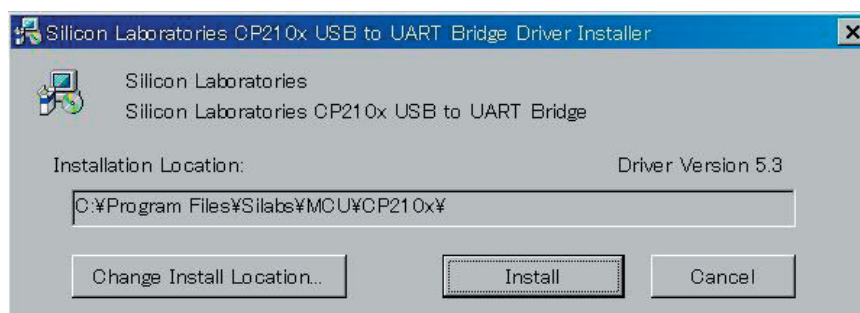 Silicon Laboratories CP210x USB to UART Bridge Driver Installer
Silicon Laboratories
Silicon Laboratories CP210x USB to UART Bridge
Installation Location: Driver Version 5.3
C:¥Program Files¥Silabs¥MCU¥CP210x¥
Change Install Location... Install Cancel